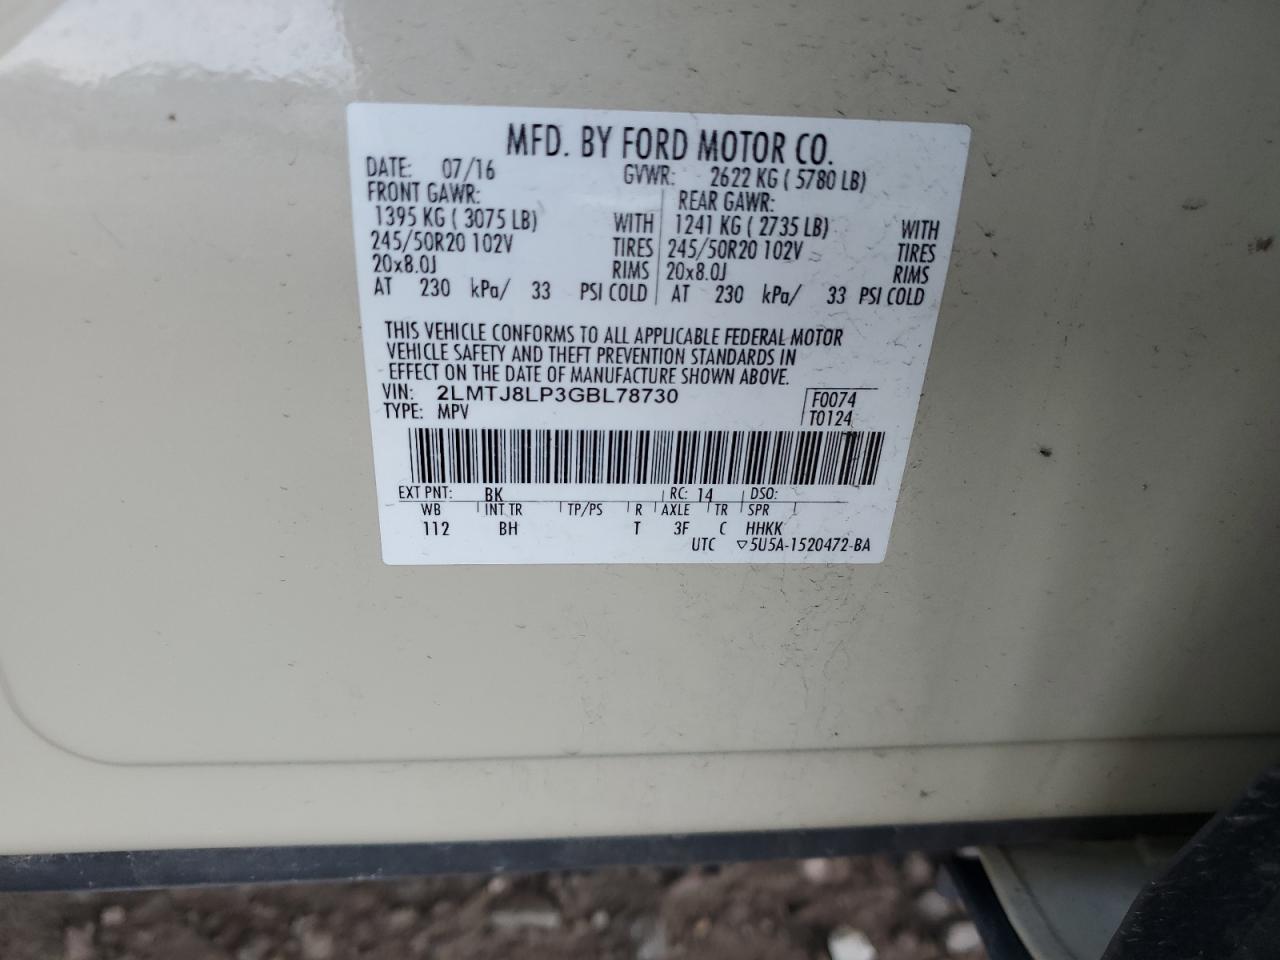 MFD. BY FORD MOTOR CO.
DATE: 07/16 GVWR: 2622 KG ( 5780 LB)
FRONT GAWR: REAR GAWR:
1395 KG ( 3075 LB) WITH 1241 KG ( 2735 LB) WITH
245/50R20 102V TIRES 245/50R20 102V TIRES
20x8.0J RIMS 20x8.0J RIMS
AT 230 kPa/ 33 PSI COLD AT 230 kPa/ 33 PSI COLD
THIS VEHICLE CONFORMS TO ALL APPLICABLE FEDERAL MOTOR
VEHICLE SAFETY AND THEFT PREVENTION STANDARDS IN
EFFECT ON THE DATE OF MANUFACTURE SHOWN ABOVE.
VIN: 2LMTJ8LP3GBL78730 F0074
TYPE: MPV T0124
EXT PNT: BK RC: 14 DSO:
WB INT TR TP/PS R AXLE TR SPR
112 BH T 3F C HHKK
UTC ▽5U5A-1520472-BA